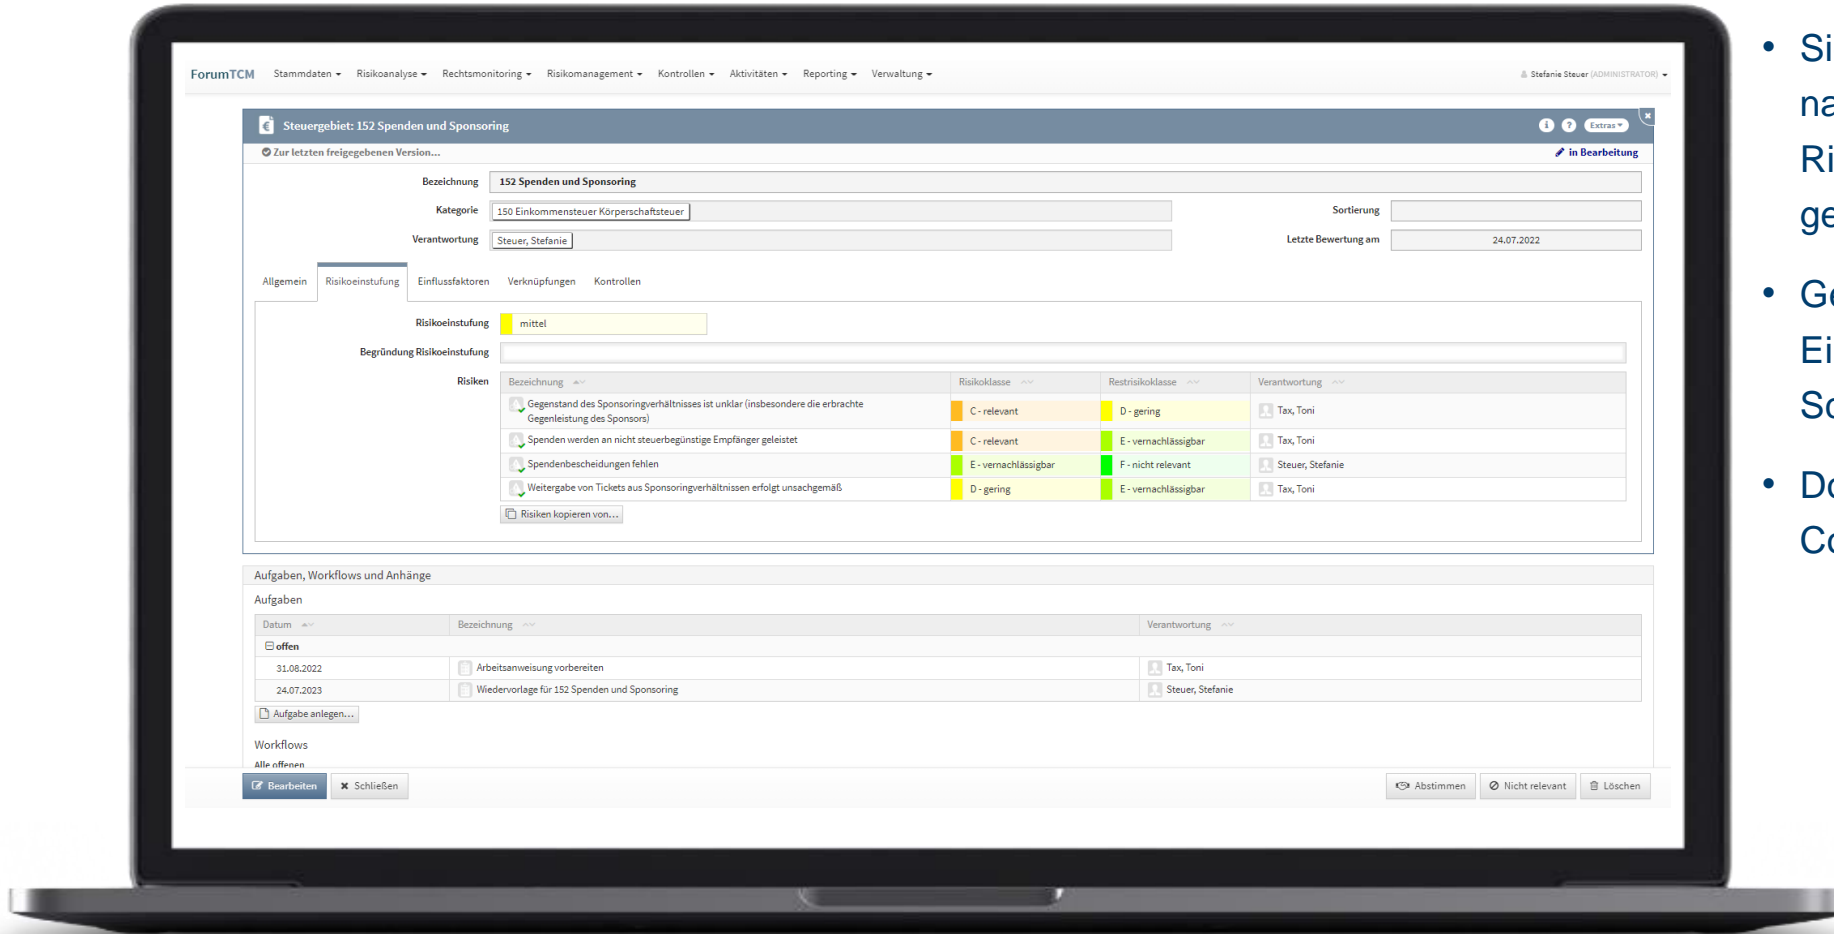 ForumTCM Stammdaten Risikoanalyse Rechtsmonitoring Risikomanagement Kontrollen Aktivitäten Reporting Verwaltung Stefanie Steuer (ADMINISTRATOR)
Steuergebiet: 152 Spenden und Sponsoring Extras
Zur letzten freigegebenen Version... in Bearbeitung
Bezeichnung 152 Spenden und Sponsoring
Kategorie 150 Einkommensteuer Körperschaftsteuer Sortierung
Verantwortung Steuer, Stefanie Letzte Bewertung am 24.07.2022
Allgemein Risikoeinstufung Einflussfaktoren Verknüpfungen Kontrollen
Risikoeinstufung mittel
Begründung Risikoeinstufung
Risiken Bezeichnung Risikoklasse Restrisikoklasse Verantwortung
Gegenstand des Sponsoringverhältnisses ist unklar (insbesondere die erbrachte
Gegenleistung des Sponsors) C - relevant D - gering Tax, Toni
Spenden werden an nicht steuerbegünstige Empfänger geleistet C - relevant E - vernachlässigbar Tax, Toni
Spendenbescheidungen fehlen E - vernachlässigbar F - nicht relevant Steuer, Stefanie
Weitergabe von Tickets aus Sponsoringverhältnissen erfolgt unsachgemäß D - gering E - vernachlässigbar Tax, Toni
Risiken kopieren von...
Aufgaben, Workflows und Anhänge
Aufgaben
Datum Bezeichnung Verantwortung
offen
31.08.2022 Arbeitsanweisung vorbereiten Tax, Toni
24.07.2023 Wiedervorlage für 152 Spenden und Sponsoring Steuer, Stefanie
Aufgabe anlegen...
Workflows
Alle offenen
Bearbeiten Schließen Abstimmen Nicht relevant Löschen